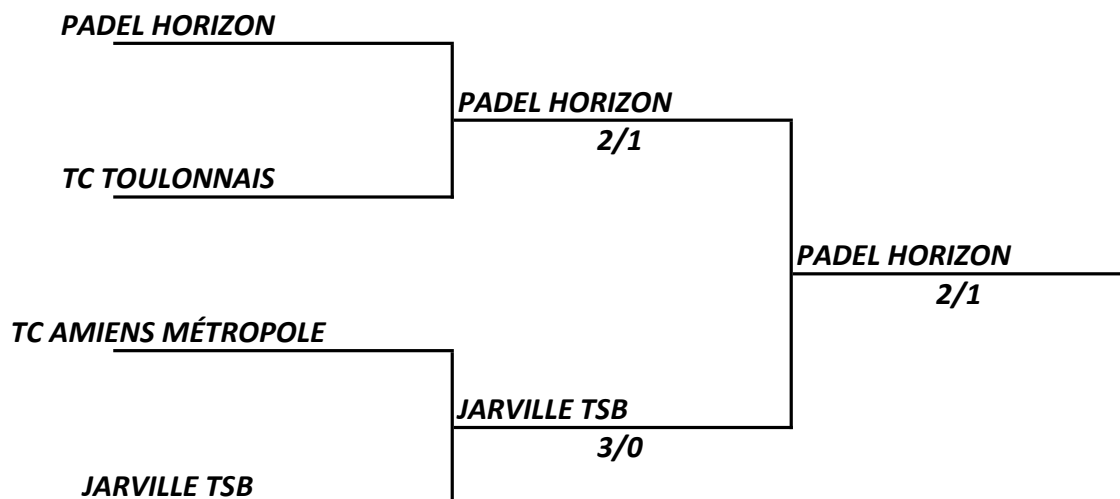 PADEL HORIZON
PADEL HORIZON
2/1
TC TOULONNAIS
PADEL HORIZON
2/1
TC AMIENS MÉTROPOLE
JARVILLE TSB
3/0
JARVILLE TSB